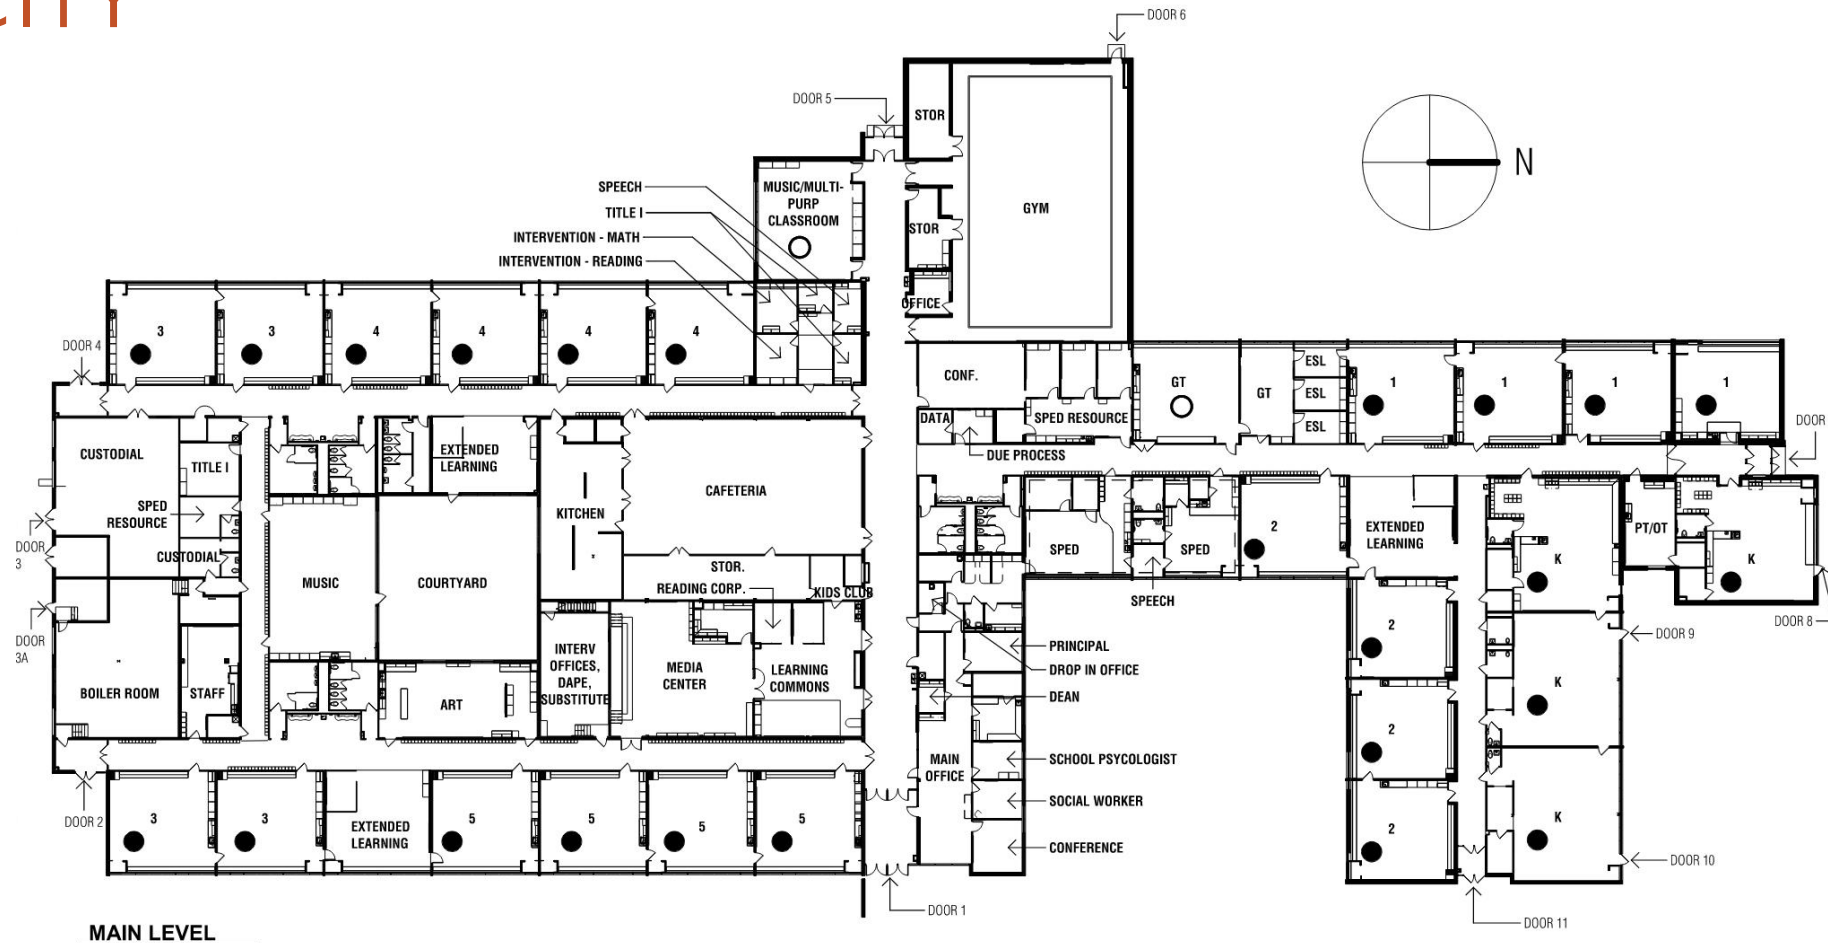 CITY
DOOR 6
DOOR 5
STOR
MUSIC/MULTI-
PURP
CLASSROOM
GYM
N
SPEECH
TITLE I
INTERVENTION - MATH
INTERVENTION - READING
STOR
OFFICE
DOOR 4
3
3
4
4
4
4
CONF.
DATA
DUE PROCESS
SPED RESOURCE
GT
GT
ESL
ESL
ESL
1
1
1
1
DOOR
CUSTODIAL
TITLE I
SPED
RESOURCE
CUSTODIAL
EXTENDED
LEARNING
KITCHEN
CAFETERIA
DOOR
3
MUSIC
COURTYARD
STOR.
READING CORP.
KIDS CLUB
SPED
SPED
SPEECH
2
EXTENDED
LEARNING
K
PT/OT
K
DOOR 8
DOOR
3A
BOILER ROOM
STAFF
ART
INTERV
OFFICES,
DAPE,
SUBSTITUTE
MEDIA
CENTER
LEARNING
COMMONS
PRINCIPAL
DROP IN OFFICE
DEAN
2
DOOR 9
K
MAIN
OFFICE
SCHOOL PSYCOLOGIST
SOCIAL WORKER
CONFERENCE
2
2
K
DOOR 10
DOOR 2
3
3
EXTENDED
LEARNING
5
5
5
5
DOOR 1
DOOR 11
MAIN LEVEL